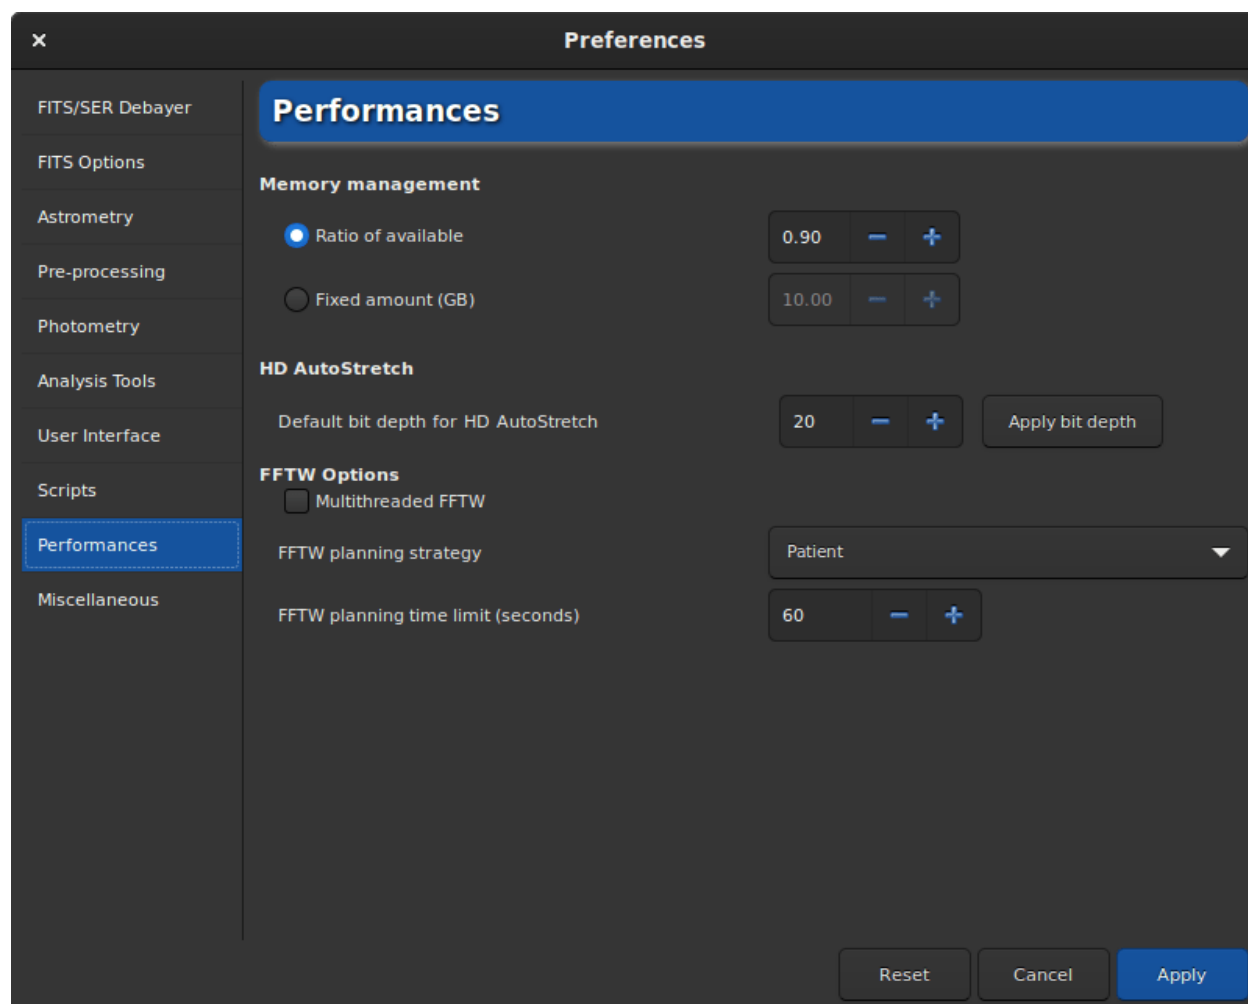 Preferences
FITS/SER Debayer
FITS Options
Astrometry
Pre-processing
Photometry
Analysis Tools
User Interface
Scripts
Performances
Miscellaneous
Performances
Memory management
Ratio of available 0.90
Fixed amount (GB) 10.00
HD AutoStretch
Default bit depth for HD AutoStretch 20 Apply bit depth
FFTW Options
Multithreaded FFTW
FFTW planning strategy Patient
FFTW planning time limit (seconds) 60
Reset Cancel Apply